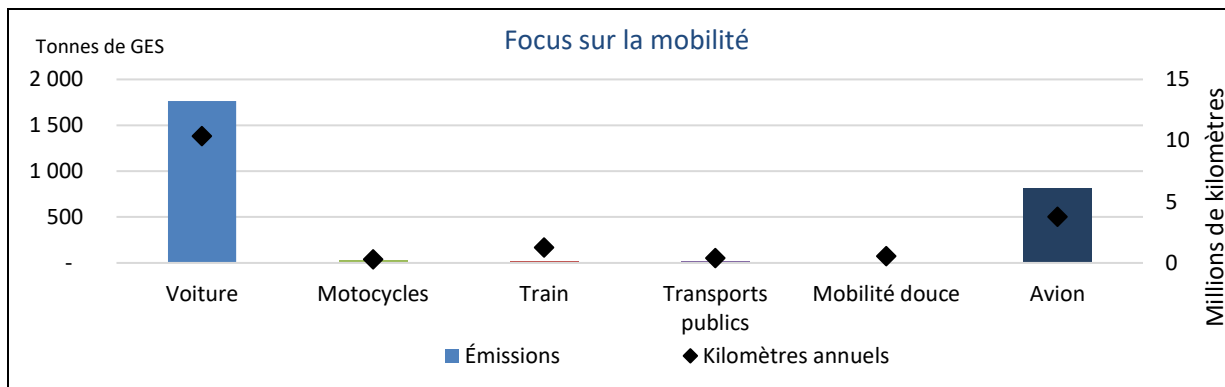 Focus sur la mobilité
Tonnes de GES
2 000
1 500
1 000
500
-
15
10
5
0
Millions de kilomètres
Voiture
Motocycles
Train
Transports
publics
Mobilité douce
Avion
Émissions
Kilomètres annuels